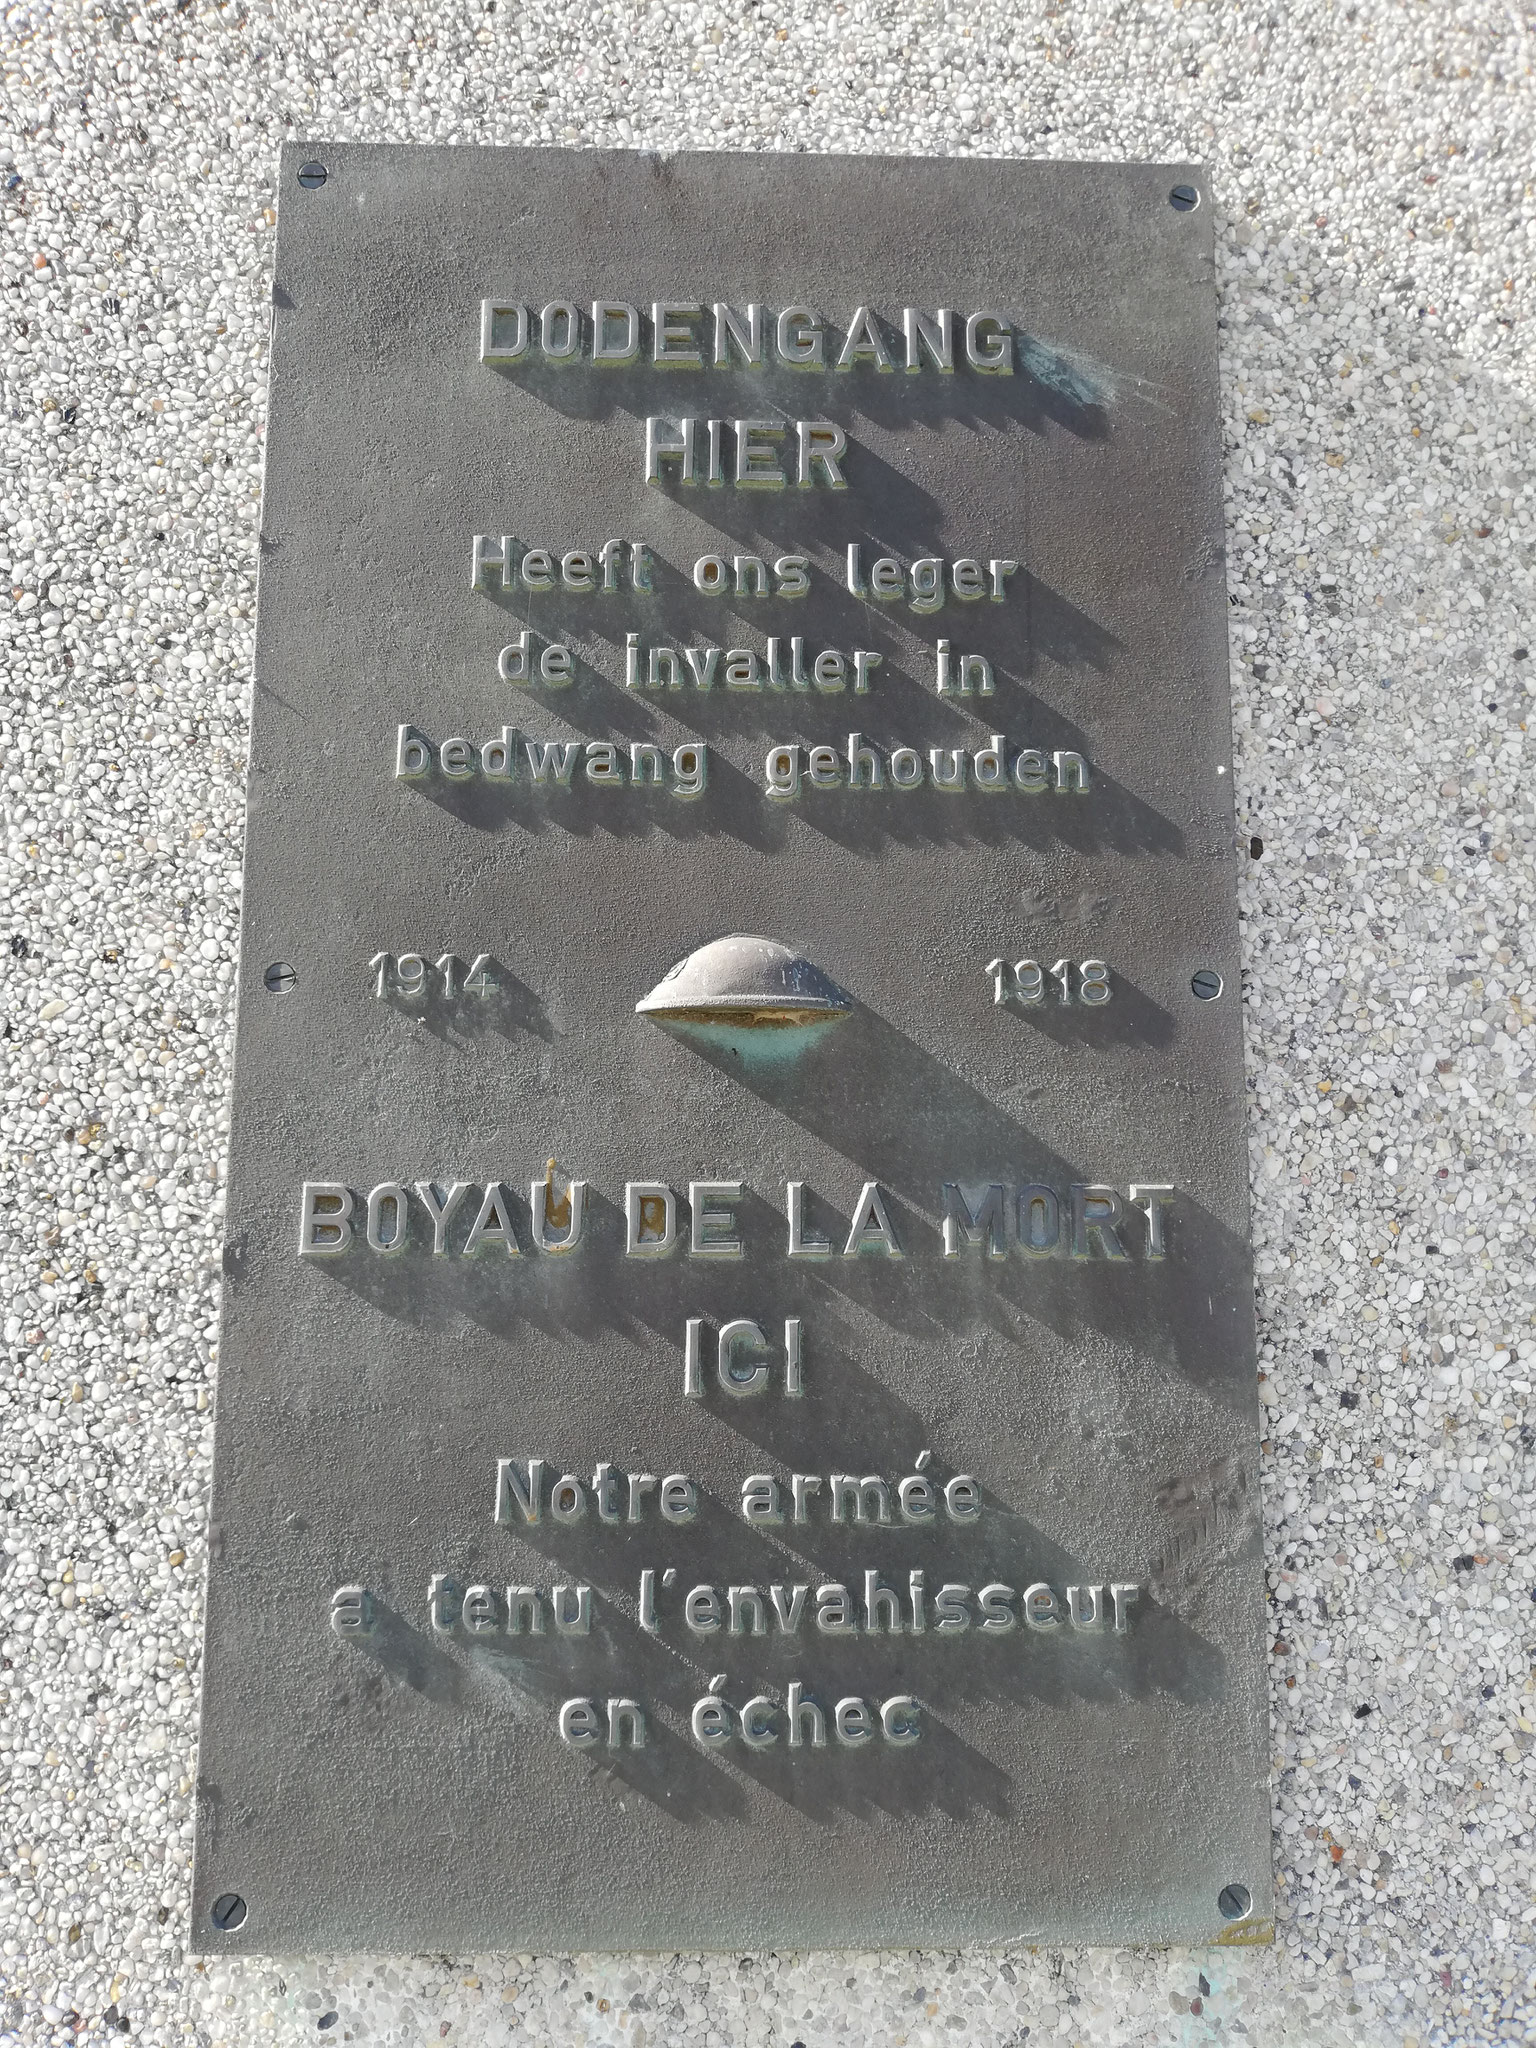 DODENGANG
HIER
Heeft ons leger
de invaller in
bedwang gehouden
1914 1918
BOYAU DE LA MORT
ICI
Notre armée
a tenu l'envahisseur
en échec